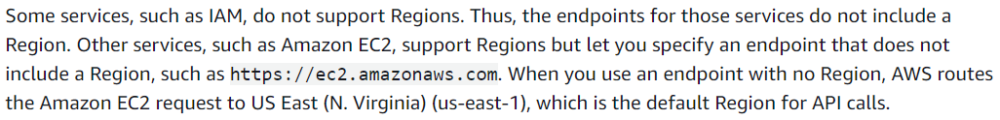 Some services, such as IAM, do not support Regions. Thus, the endpoints for those services do not include a
Region. Other services, such as Amazon EC2, support Regions but let you specify an endpoint that does not
include a Region, such as https://ec2.amazonaws.com. When you use an endpoint with no Region, AWS routes
the Amazon EC2 request to US East (N. Virginia) (us-east-1), which is the default Region for API calls.